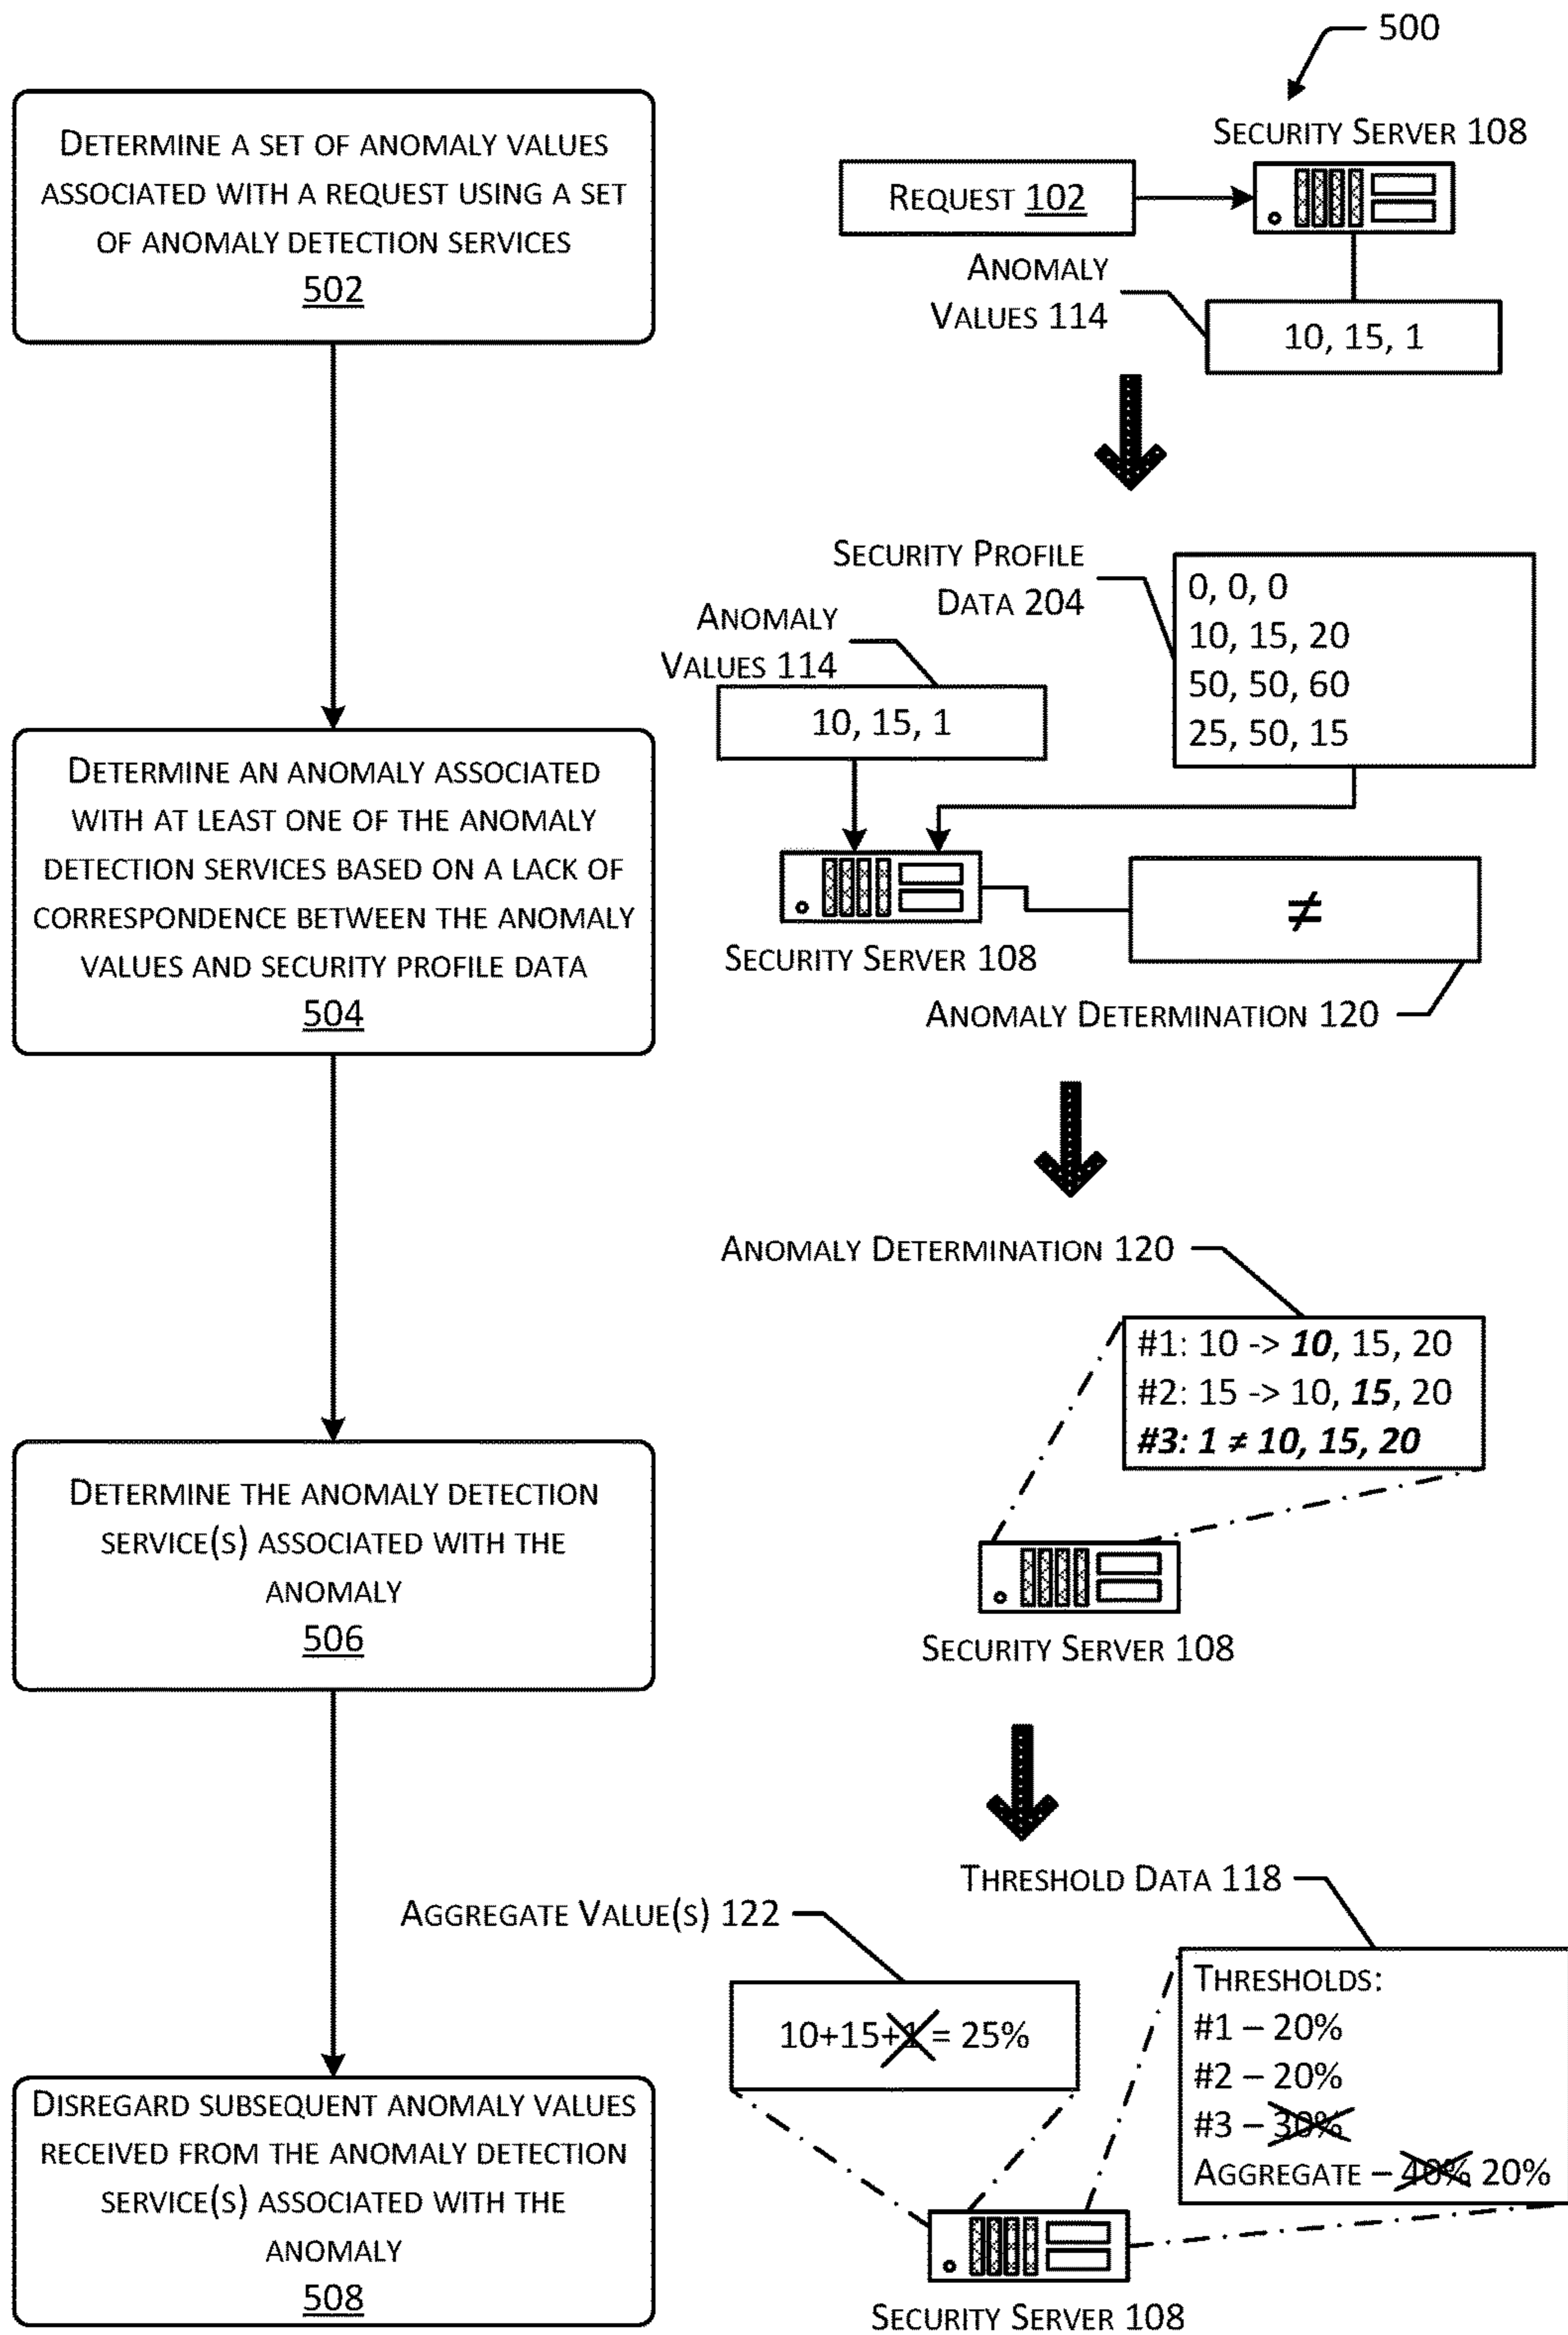 500
DETERMINE A SET OF ANOMALY VALUES
ASSOCIATED WITH A REQUEST USING A SET
OF ANOMALY DETECTION SERVICES
502
SECURITY SERVER 108
REQUEST 102
ANOMALY
VALUES 114
10, 15, 1
SECURITY PROFILE
DATA 204
0, 0, 0
10, 15, 20
50, 50, 60
25, 50, 15
ANOMALY
VALUES 114
10, 15, 1
DETERMINE AN ANOMALY ASSOCIATED
WITH AT LEAST ONE OF THE ANOMALY
DETECTION SERVICES BASED ON A LACK OF
CORRESPONDENCE BETWEEN THE ANOMALY
VALUES AND SECURITY PROFILE DATA
504
SECURITY SERVER 108
≠
ANOMALY DETERMINATION 120
ANOMALY DETERMINATION 120
#1: 10 -> 10, 15, 20
#2: 15 -> 10, 15, 20
#3: 1 ≠ 10, 15, 20
SECURITY SERVER 108
DETERMINE THE ANOMALY DETECTION
SERVICE(S) ASSOCIATED WITH THE
ANOMALY
506
THRESHOLD DATA 118
AGGREGATE VALUE(S) 122
10+15+1 = 25%
THRESHOLDS:
#1 – 20%
#2 – 20%
#3 – 30%
AGGREGATE – 40% 20%
SECURITY SERVER 108
DISREGARD SUBSEQUENT ANOMALY VALUES
RECEIVED FROM THE ANOMALY DETECTION
SERVICE(S) ASSOCIATED WITH THE
ANOMALY
508